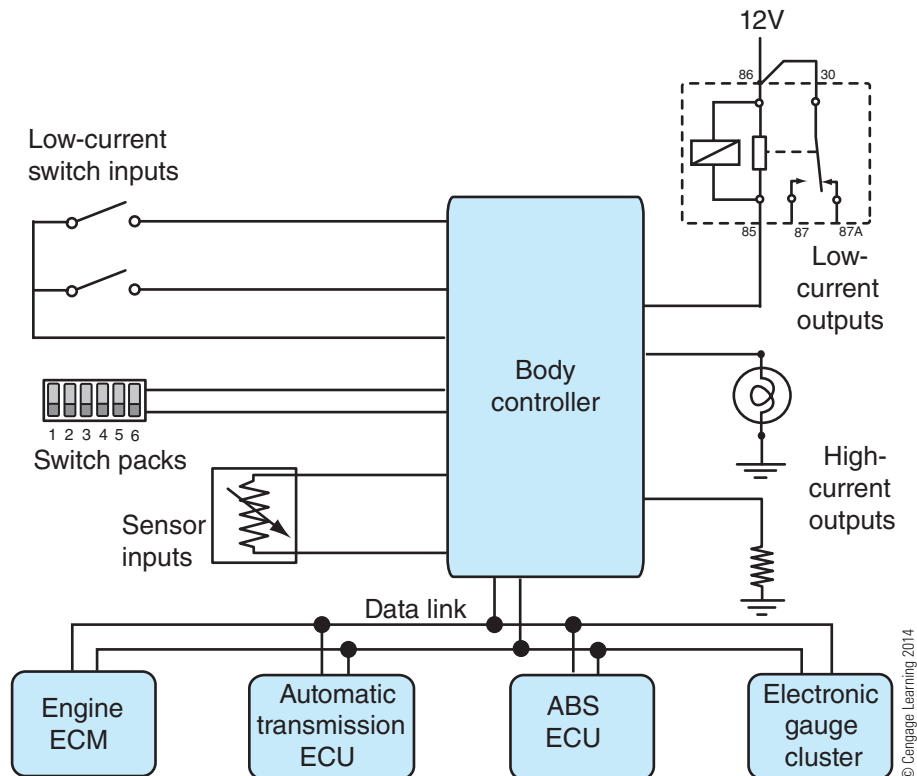 12V
86
30
Low-current
switch inputs
85
87
87A
Low-
current
outputs
Body
controller
1 2 3 4 5 6
Switch packs
High-
current
outputs
Sensor
inputs
Data link
Engine
ECM
Automatic
transmission
ECU
ABS
ECU
Electronic
gauge
cluster
© Cengage Learning 2014